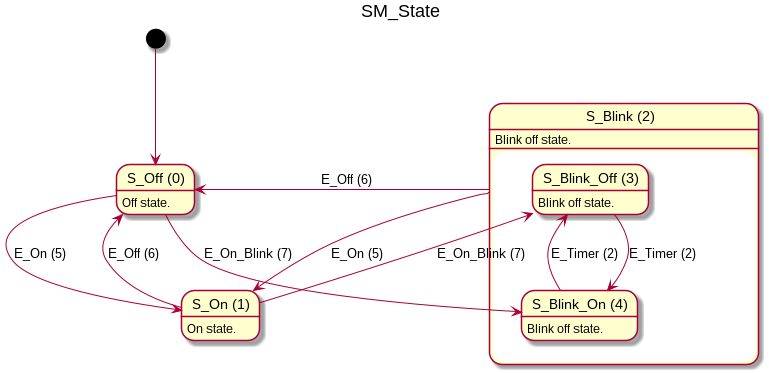 SM_State
S_Blink (2)
Blink off state.
S_Off (0)
Off state.
E_Off (6)
S_Blink_Off (3)
Blink off state.
E_On (5)
E_Off (6)
E_On_Blink (7)
E_On (5)
E_On_Blink (7)
E_Timer (2)
E_Timer (2)
S_On (1)
On state.
S_Blink_On (4)
Blink off state.